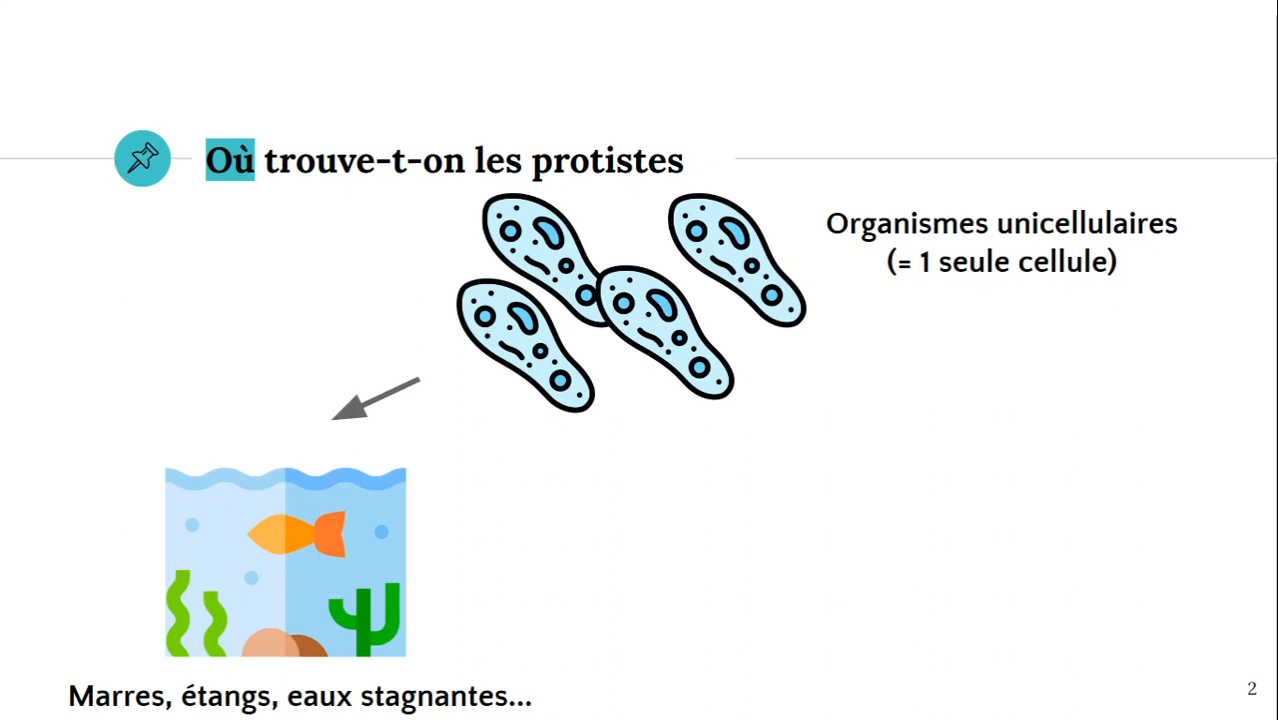 Où trouve-t-on les protistes
Organismes unicellulaires
(= 1 seule cellule)
Marres, étangs, eaux stagnantes...
2